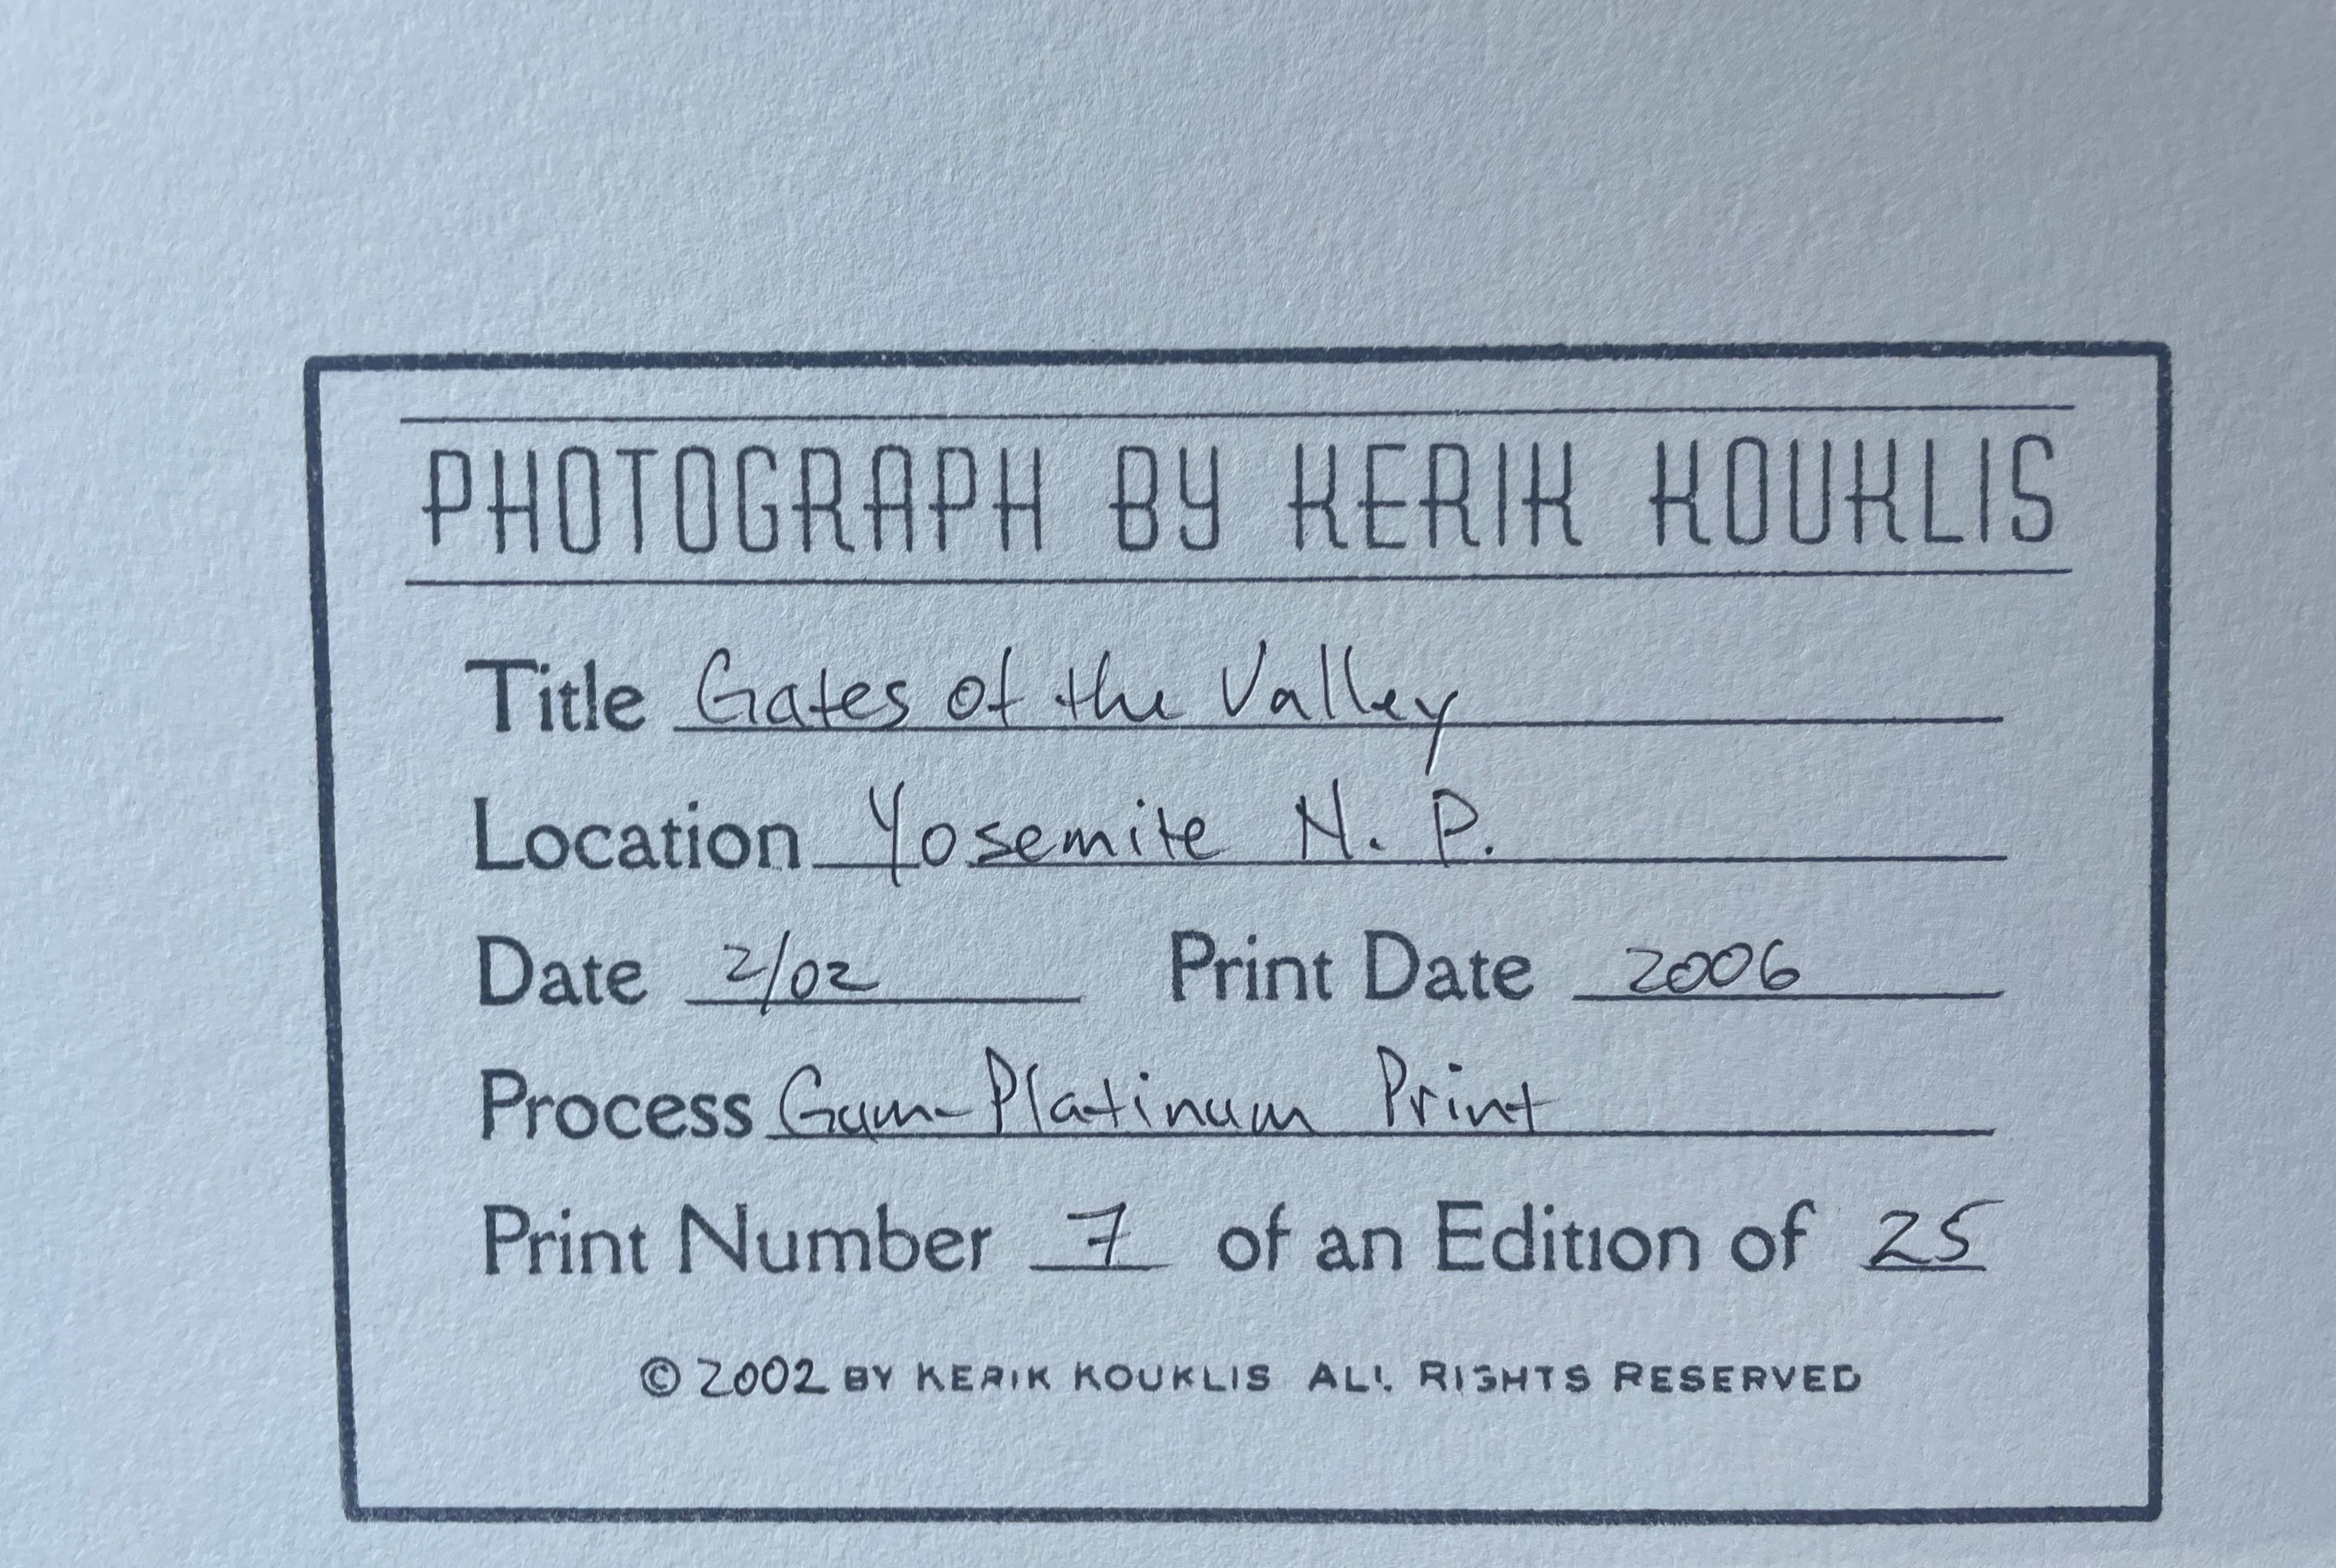 PHOTOGRAPH BY KERIK KOUKLIS
Title Gates of the Valley
Location Yosemite N. P.
Date 2/02 Print Date 2006
Process Gum-Platinum Print
Print Number 7 of an Edition of 25
© 2002 BY KERIK KOUKLIS ALL RIGHTS RESERVED